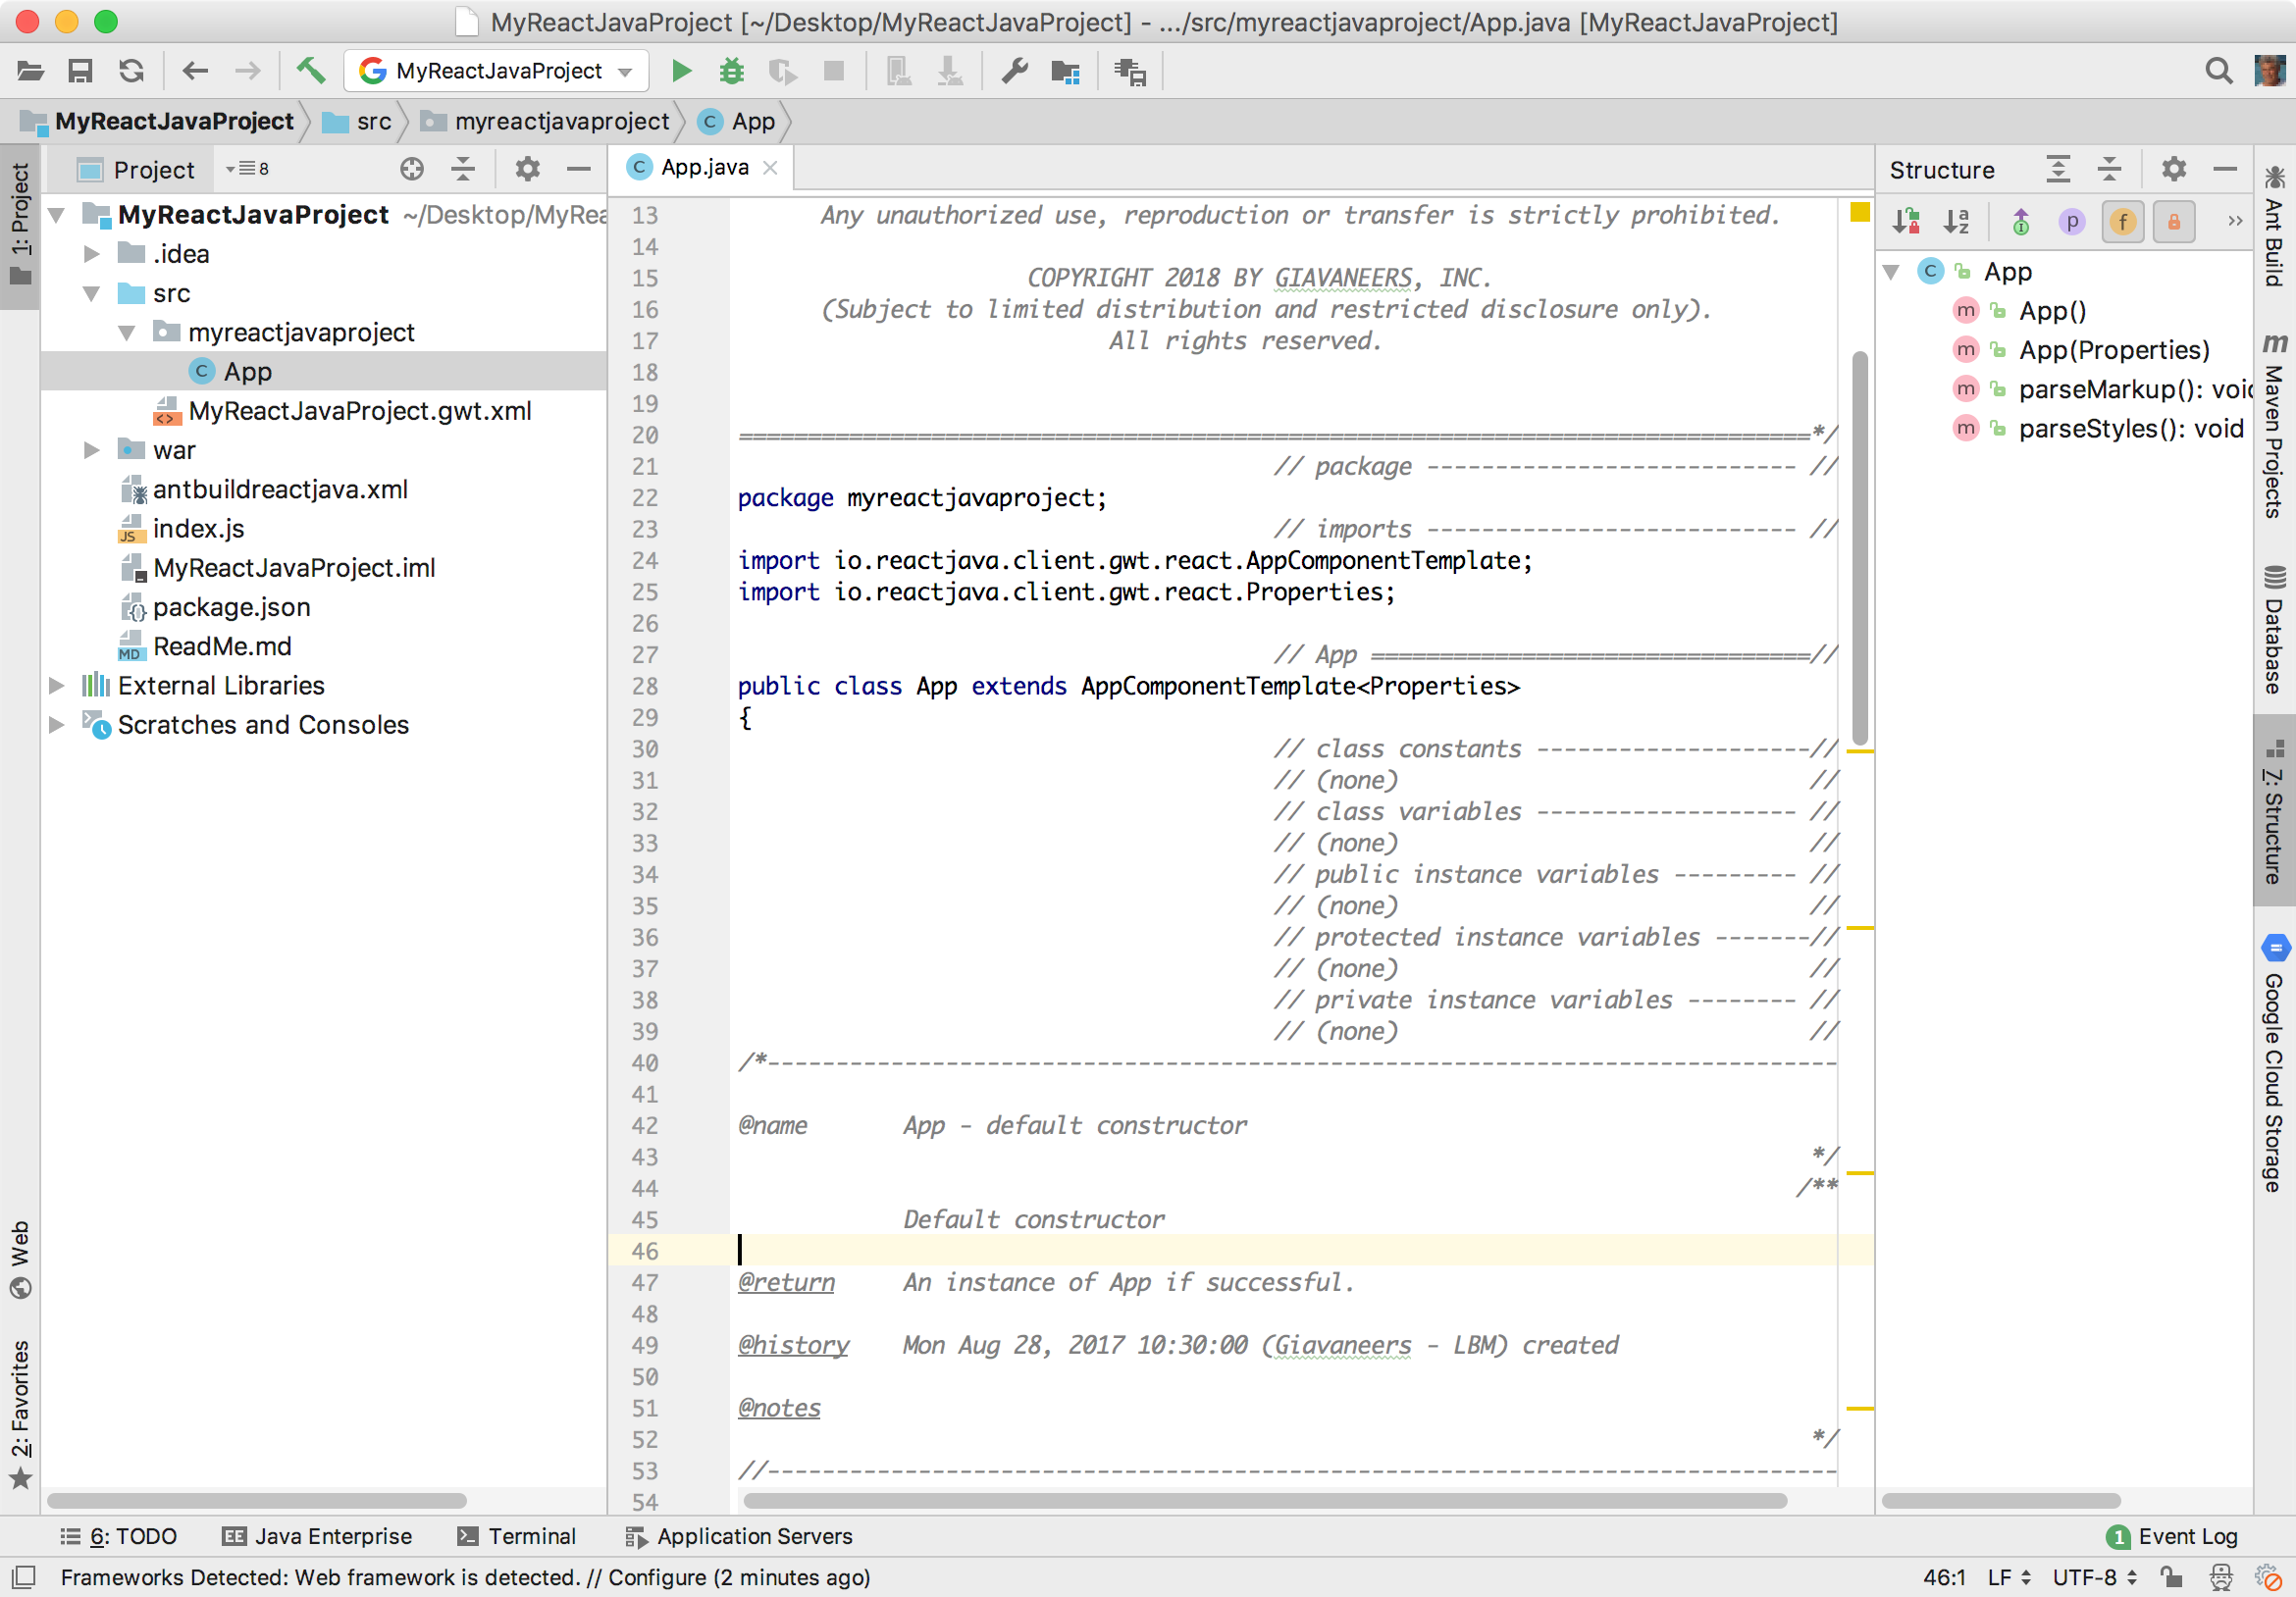 MyReactJavaProject [~/Desktop/MyReactJavaProject] - .../src/myreactjavaproject/App.java [MyReactJavaProject]
MyReactJavaProject
MyReactJavaProject src myreactjavaproject C App
1: Project
Project 8
MyReactJavaProject ~/Desktop/MyRea
.idea
src
myreactjavaproject
C App
MyReactJavaProject.gwt.xml
war
antbuildreactjava.xml
JS index.js
MyReactJavaProject.iml
package.json
MD ReadMe.md
External Libraries
Scratches and Consoles
Web
2: Favorites
C App.java
13 Any unauthorized use, reproduction or transfer is strictly prohibited.
14
15 COPYRIGHT 2018 BY GIAVANEERS, INC.
16 (Subject to limited distribution and restricted disclosure only).
17 All rights reserved.
18
19
20 ==============================================================================*/
21 // package --------------------------- //
22 package myreactjavaproject;
23 // imports --------------------------- //
24 import io.reactjava.client.gwt.react.AppComponentTemplate;
25 import io.reactjava.client.gwt.react.Properties;
26
27 // App ================================//
28 public class App extends AppComponentTemplate<Properties>
29 {
30 // class constants --------------------//
31 // (none) //
32 // class variables ------------------- //
33 // (none) //
34 // public instance variables --------- //
35 // (none) //
36 // protected instance variables -------//
37 // (none) //
38 // private instance variables -------- //
39 // (none) //
40 /*------------------------------------------------------------------------------
41
42 @name App - default constructor
43 */
44 /**
45 Default constructor
46
47 @return An instance of App if successful.
48
49 @history Mon Aug 28, 2017 10:30:00 (Giavaneers - LBM) created
50
51 @notes
52 */
53 //------------------------------------------------------------------------------
54
Structure
a z I p f »
C App
m App()
m App(Properties)
m parseMarkup(): void
m parseStyles(): void
Ant Build
m Maven Projects
Database
7: Structure
Google Cloud Storage
6: TODO EE Java Enterprise Terminal Application Servers 1 Event Log
Frameworks Detected: Web framework is detected. // Configure (2 minutes ago) 46:1 LF UTF-8